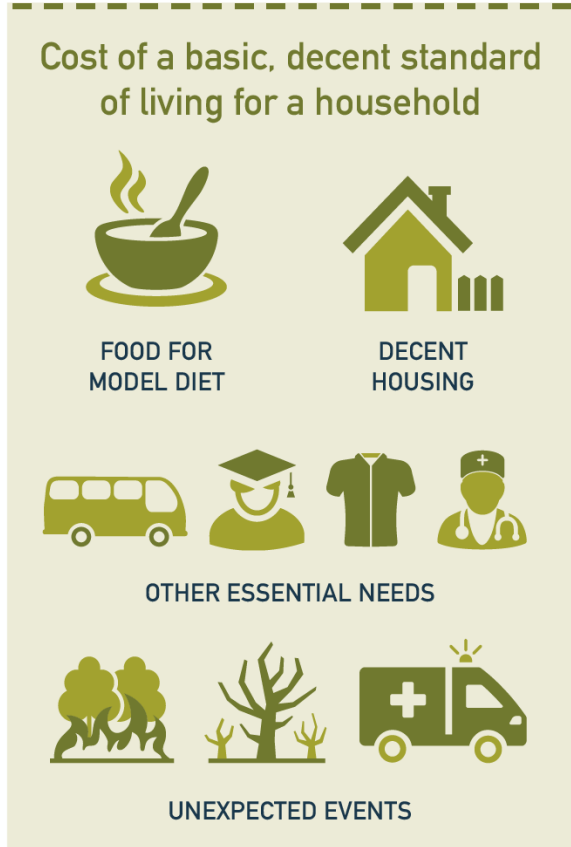 Cost of a basic, decent standard
of living for a household
FOOD FOR
MODEL DIET
DECENT
HOUSING
OTHER ESSENTIAL NEEDS
UNEXPECTED EVENTS